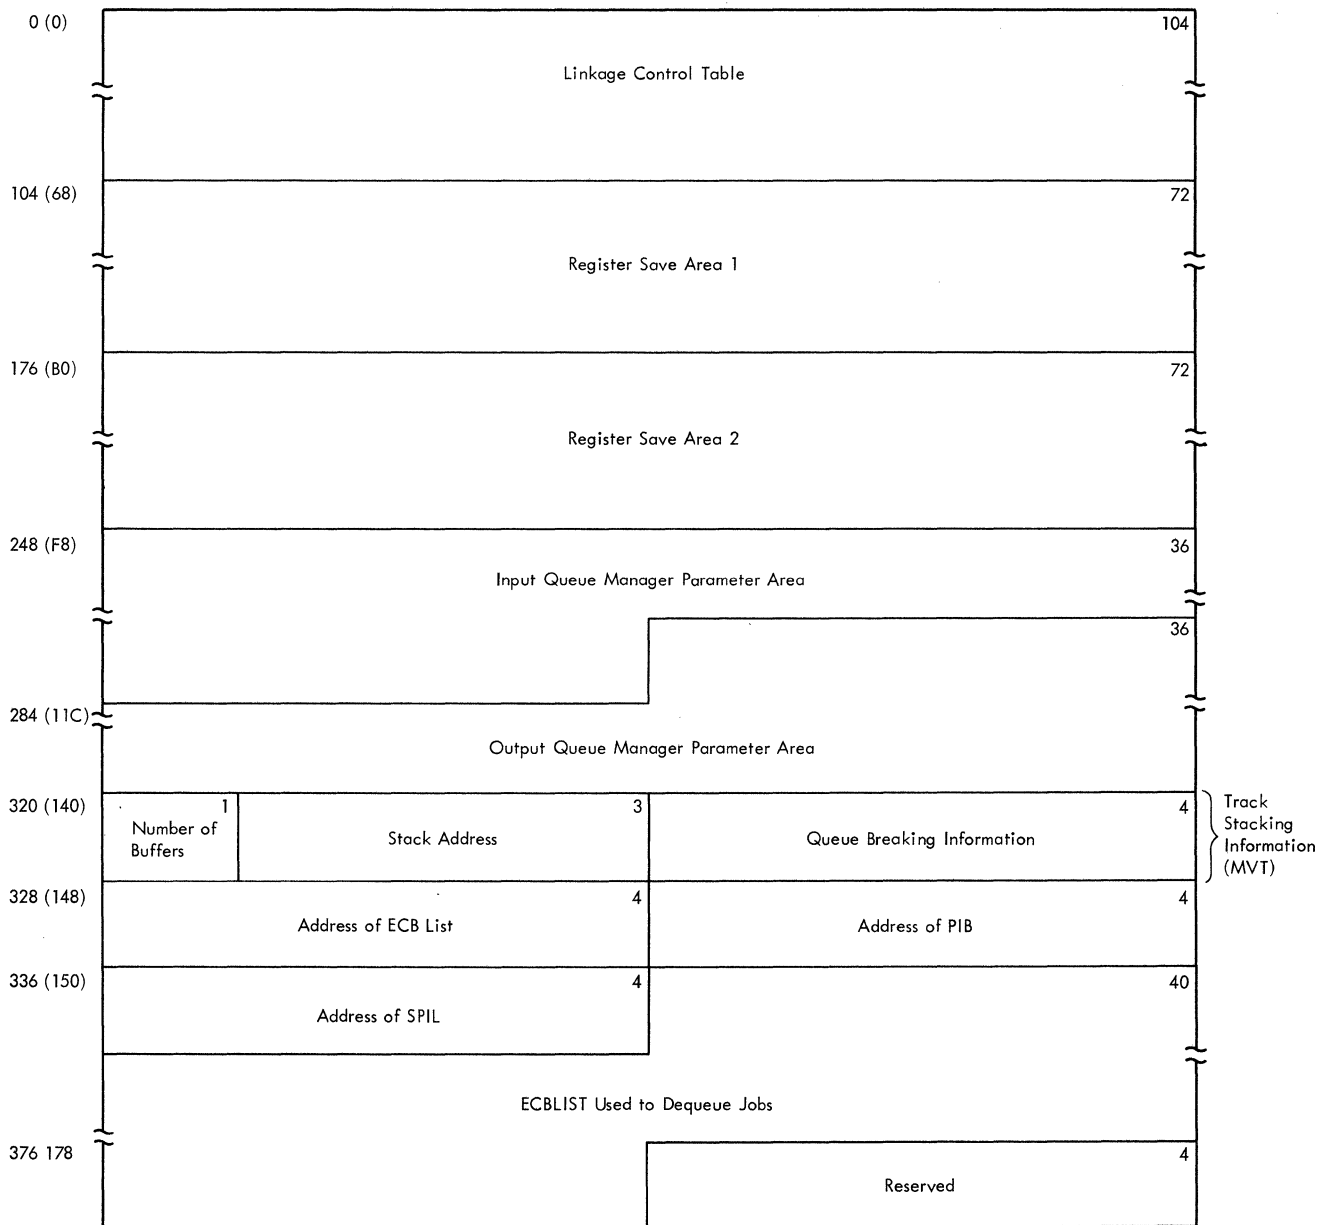 0 (0)
104
Linkage Control Table
104 (68)
72
Register Save Area 1
176 (B0)
72
Register Save Area 2
248 (F8)
36
Input Queue Manager Parameter Area
36
284 (11C)
Output Queue Manager Parameter Area
320 (140)
1
Number of
Buffers
3
Stack Address
4
Queue Breaking Information
Track
Stacking
Information
(MVT)
328 (148)
4
Address of ECB List
4
Address of PIB
336 (150)
4
Address of SPIL
40
ECBLIST Used to Dequeue Jobs
376 178
4
Reserved